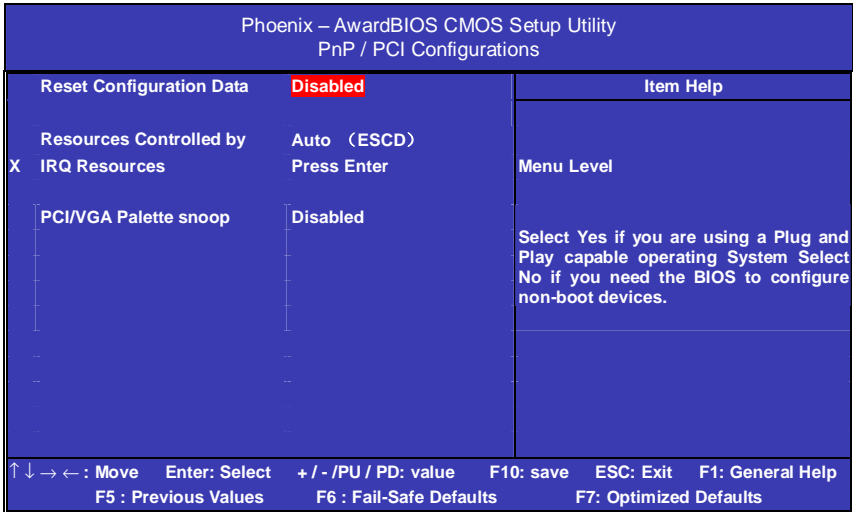 Phoenix – AwardBIOS CMOS Setup Utility
PnP / PCI Configurations
Reset Configuration Data Disabled Item Help
Resources Controlled by Auto （ESCD）
X IRQ Resources Press Enter Menu Level
PCI/VGA Palette snoop Disabled
Select Yes if you are using a Plug and
Play capable operating System Select
No if you need the BIOS to configure
non-boot devices.
↑↓→←: Move Enter: Select + / - /PU / PD: value F10: save ESC: Exit F1: General Help
F5 : Previous Values F6 : Fail-Safe Defaults F7: Optimized Defaults